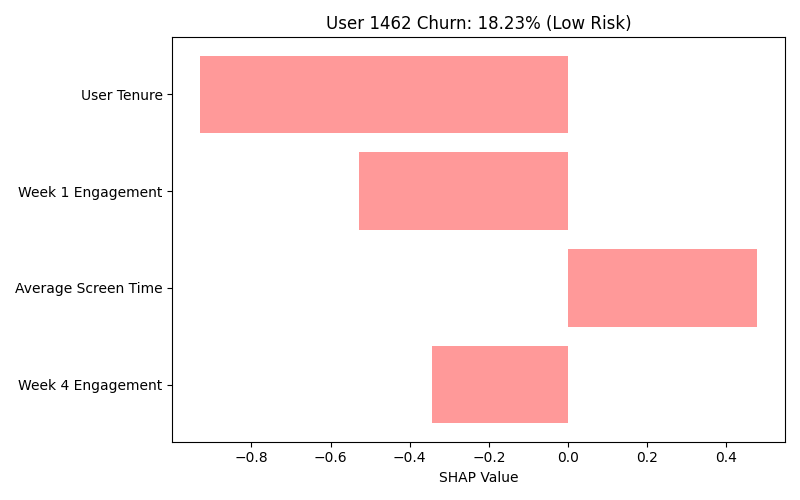 User 1462 Churn: 18.23% (Low Risk)
User Tenure
Week 1 Engagement
Average Screen Time
Week 4 Engagement
−0.8 −0.6 −0.4 −0.2 0.0 0.2 0.4
SHAP Value